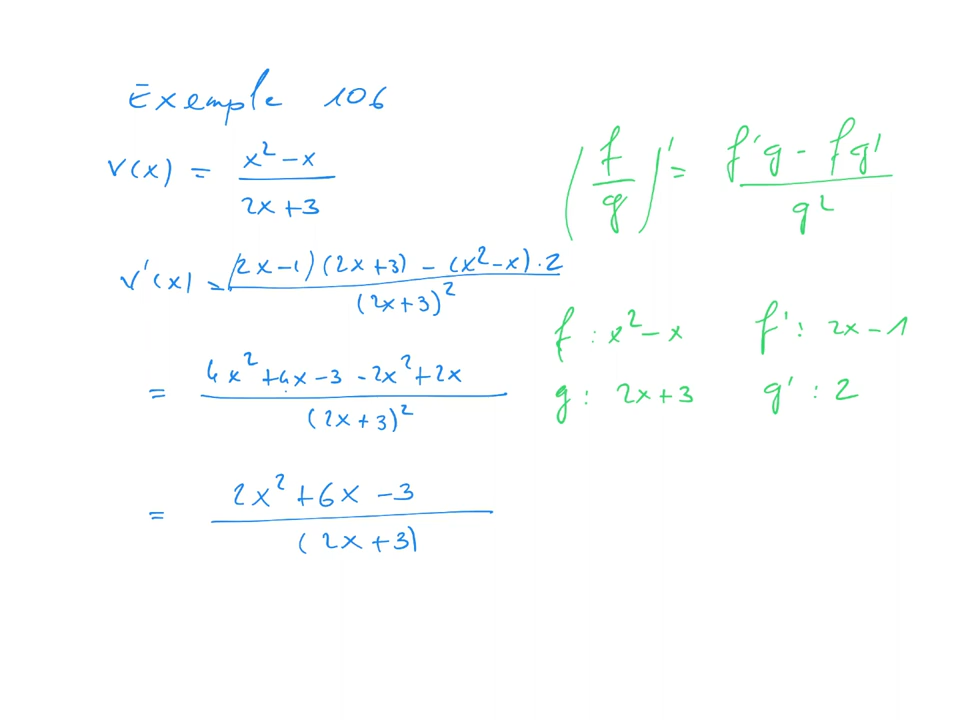 Exemple 106
v(x) = (x² - x) / (2x + 3)
v'(x) = ((2x - 1)(2x + 3) - (x² - x) · 2) / (2x + 3)²
= (4x² + 4x - 3 - 2x² + 2x) / (2x + 3)²
= (2x² + 6x - 3) / (2x + 3)
(f / g)' = (f'g - fg') / g²
f : x² - x    f' : 2x - 1
g : 2x + 3    g' : 2